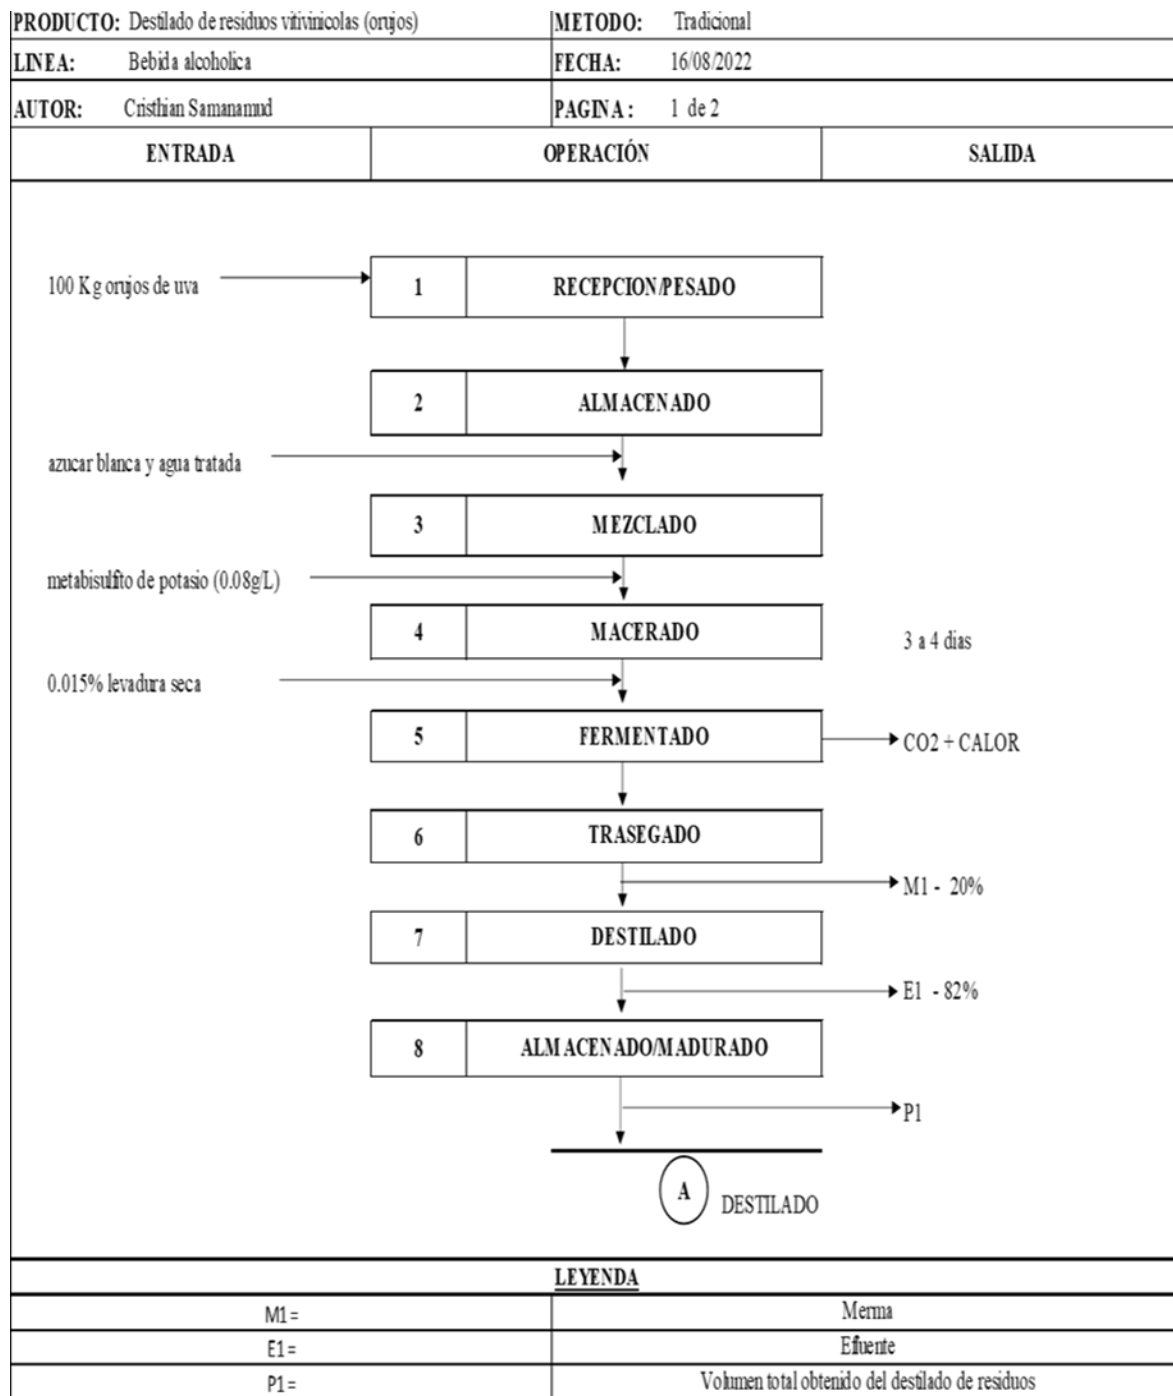 PRODUCTO: Destilado de residuos vitivinicolas (orujos) METODO: Tradicional
LINEA: Bebida alcoholica FECHA: 16/08/2022
AUTOR: Cristhian Samanamud PAGINA : 1 de 2
ENTRADA OPERACIÓN SALIDA
100 Kg orujos de uva 1 RECEPCION/PESADO
2 ALMACENADO
azucar blanca y agua tratada
3 MEZCLADO
metabisulfito de potasio (0.08g/L)
4 MACERADO 3 a 4 dias
0.015% levadura seca
5 FERMENTADO CO2 + CALOR
6 TRASEGADO
M1 - 20%
7 DESTILADO
E1 - 82%
8 ALMACENADO/MADURADO
P1
A DESTILADO
LEYENDA
M1 = Merma
E1 = Efluente
P1 = Volumen total obtenido del destilado de residuos